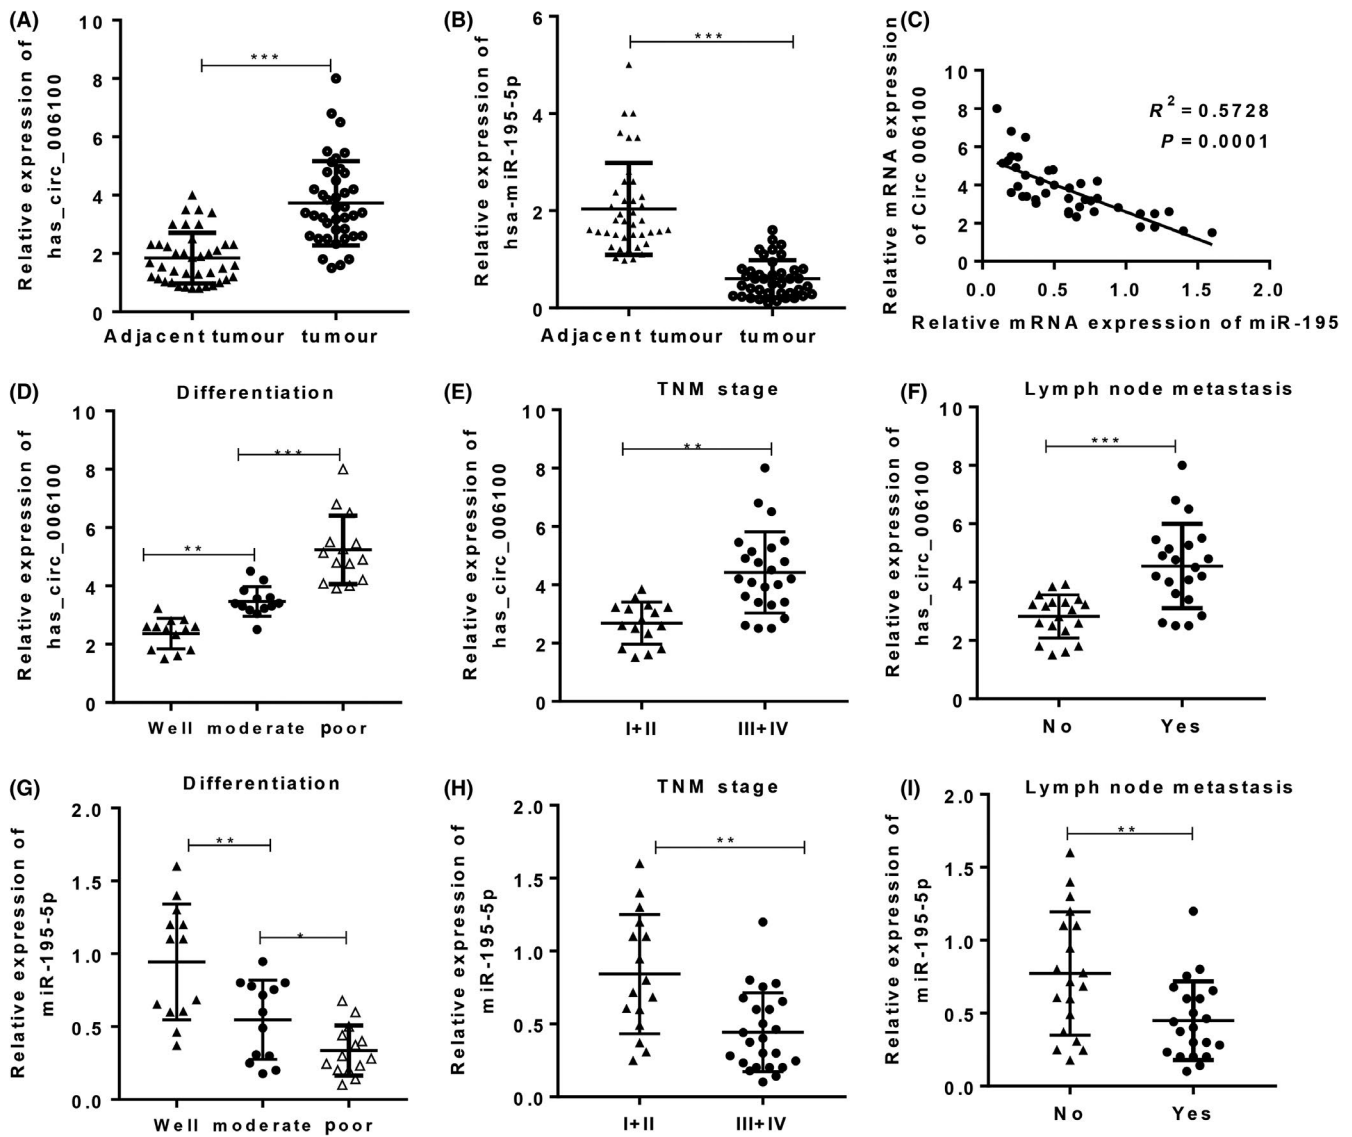 (A)
Relative expression of
has_circ_006100
10
8
6
4
2
0
***
Adjacent tumour tumour
(B)
Relative expression of
hsa-miR-195-5p
6
4
2
0
***
Adjacent tumour tumour
(C)
Relative mRNA expression
of Circ 006100
10
8
6
4
2
0
R² = 0.5728
P = 0.0001
0.0 0.5 1.0 1.5 2.0
Relative mRNA expression of miR-195
(D)
Differentiation
Relative expression of
has_circ_006100
10
8
6
4
2
0
**
***
Well moderate poor
(E)
TNM stage
Relative expression of
has_circ_006100
10
8
6
4
2
0
**
I+II III+IV
(F)
Lymph node metastasis
Relative expression of
has_circ_006100
10
8
6
4
2
0
***
No Yes
(G)
Differentiation
Relative expression of
miR-195-5p
2.0
1.5
1.0
0.5
0.0
**
*
Well moderate poor
(H)
TNM stage
Relative expression of
miR-195-5p
2.0
1.5
1.0
0.5
0.0
**
I+II III+IV
(I)
Lymph node metastasis
Relative expression of
miR-195-5p
2.0
1.5
1.0
0.5
0.0
**
No Yes